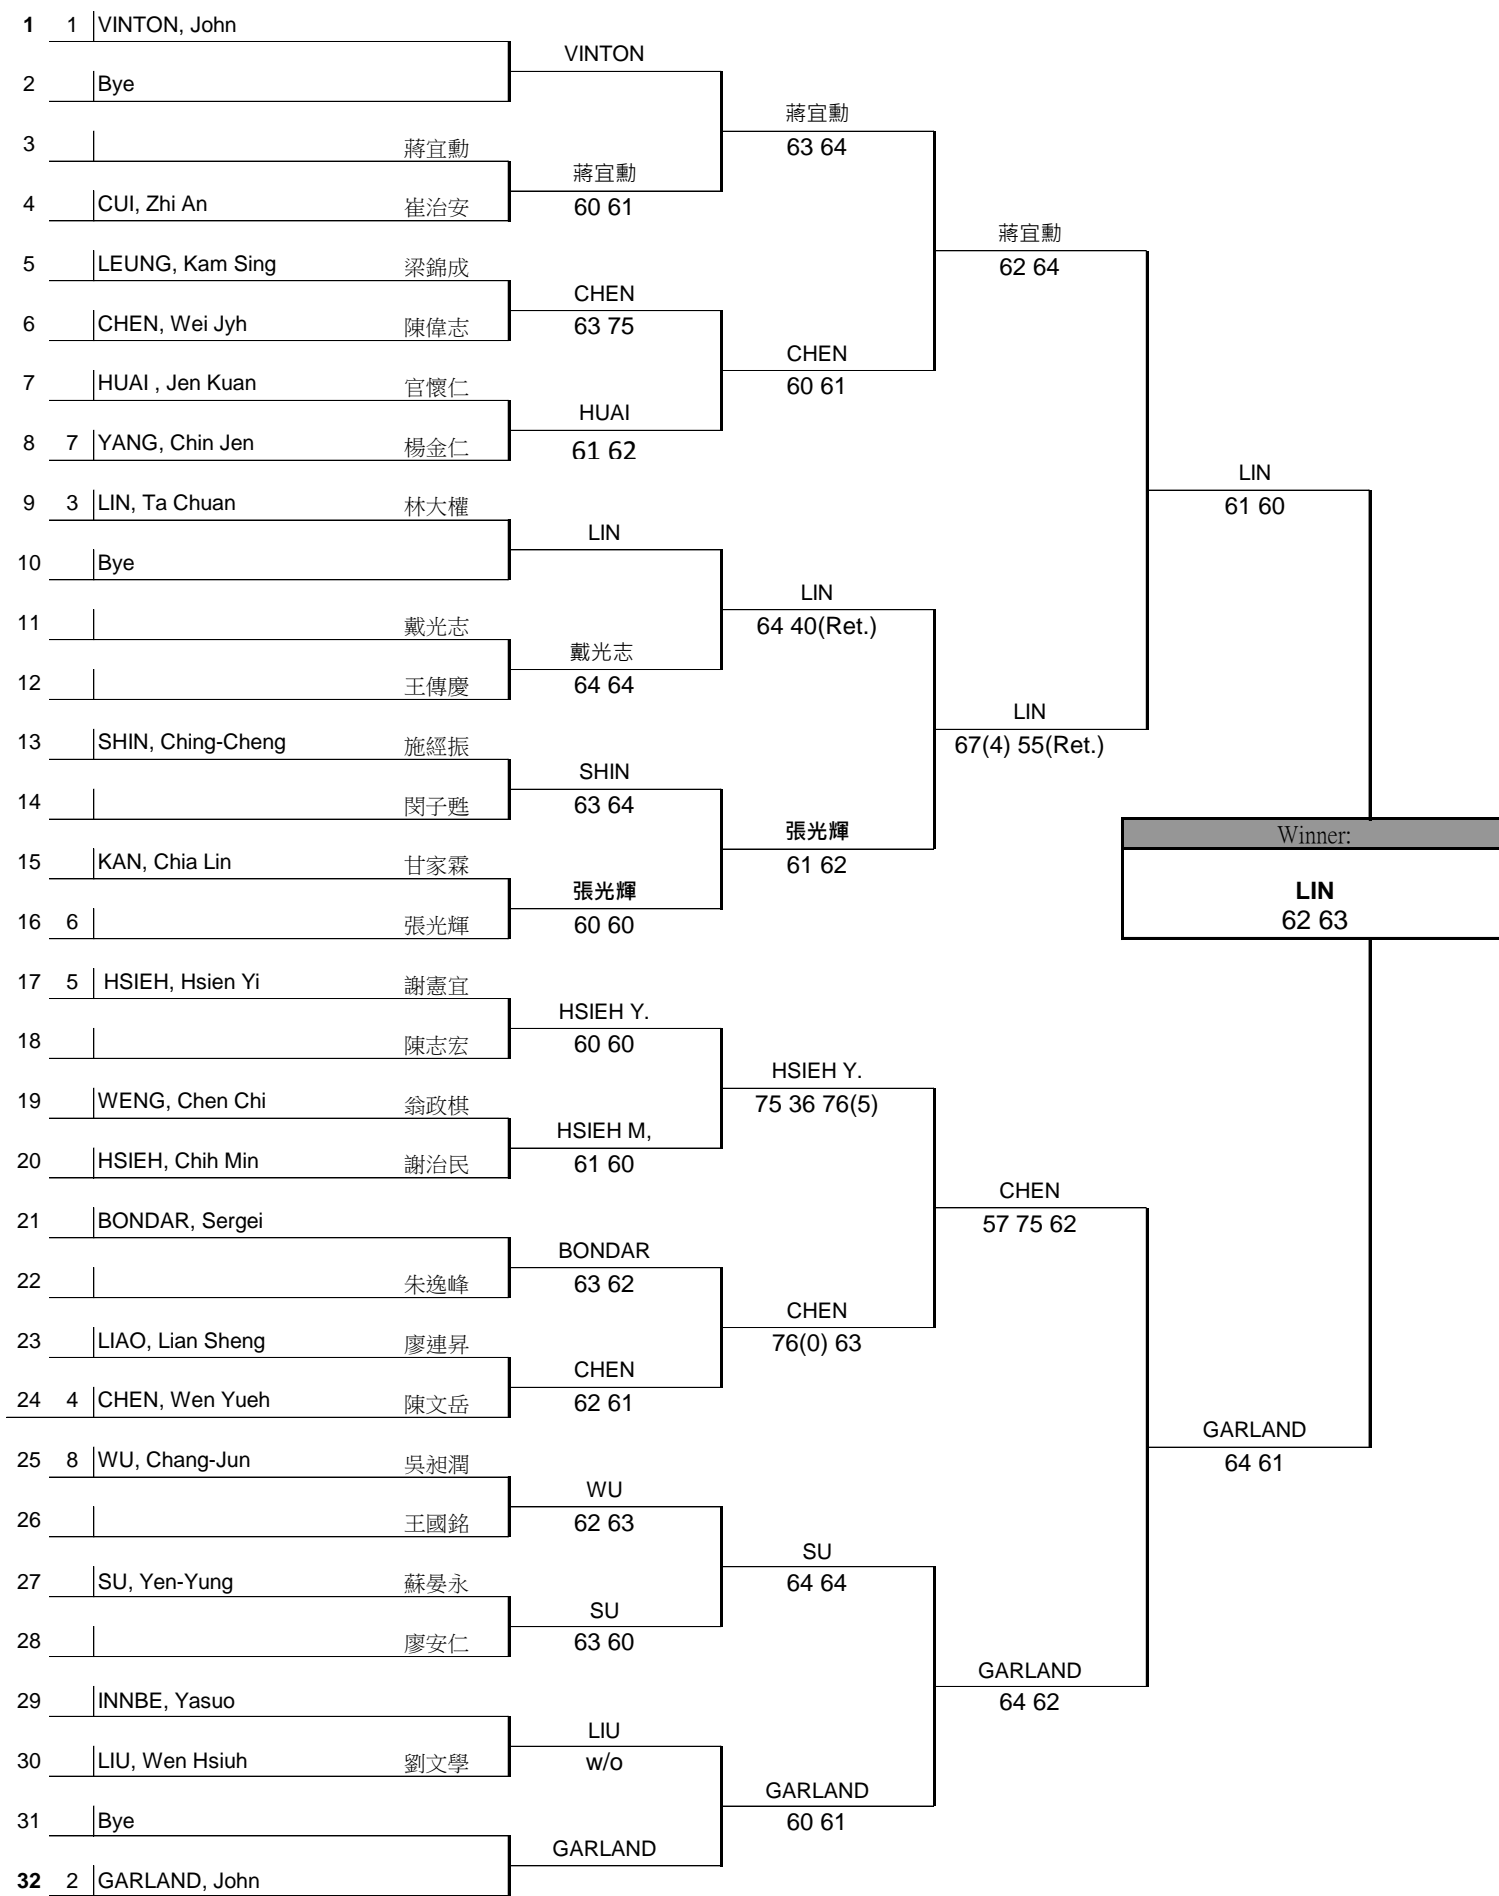 1 1 VINTON, John
VINTON
2 Bye
蔣宜勳
63 64
3 蔣宜勳
蔣宜勳
60 61
4 CUI, Zhi An 崔治安
蔣宜勳
62 64
5 LEUNG, Kam Sing 梁錦成
CHEN
63 75
6 CHEN, Wei Jyh 陳偉志
CHEN
60 61
7 HUAI , Jen Kuan 官懷仁
HUAI
61 62
8 7 YANG, Chin Jen 楊金仁
LIN
61 60
9 3 LIN, Ta Chuan 林大權
LIN
10 Bye
LIN
64 40(Ret.)
11 戴光志
戴光志
64 64
12 王傳慶
LIN
67(4) 55(Ret.)
13 SHIN, Ching-Cheng 施經振
SHIN
63 64
14 閔子甦
張光輝
61 62
Winner:
15 KAN, Chia Lin 甘家霖
張光輝
60 60
LIN
62 63
16 6 張光輝
17 5 HSIEH, Hsien Yi 謝憲宜
HSIEH Y.
60 60
18 陳志宏
HSIEH Y.
75 36 76(5)
19 WENG, Chen Chi 翁政棋
HSIEH M,
61 60
20 HSIEH, Chih Min 謝治民
CHEN
57 75 62
21 BONDAR, Sergei
BONDAR
63 62
22 朱逸峰
CHEN
76(0) 63
23 LIAO, Lian Sheng 廖連昇
CHEN
62 61
24 4 CHEN, Wen Yueh 陳文岳
GARLAND
64 61
25 8 WU, Chang-Jun 吳昶潤
WU
62 63
26 王國銘
SU
64 64
27 SU, Yen-Yung 蘇晏永
SU
63 60
28 廖安仁
GARLAND
64 62
29 INNBE, Yasuo
LIU
w/o
30 LIU, Wen Hsiuh 劉文學
GARLAND
60 61
31 Bye
GARLAND
32 2 GARLAND, John